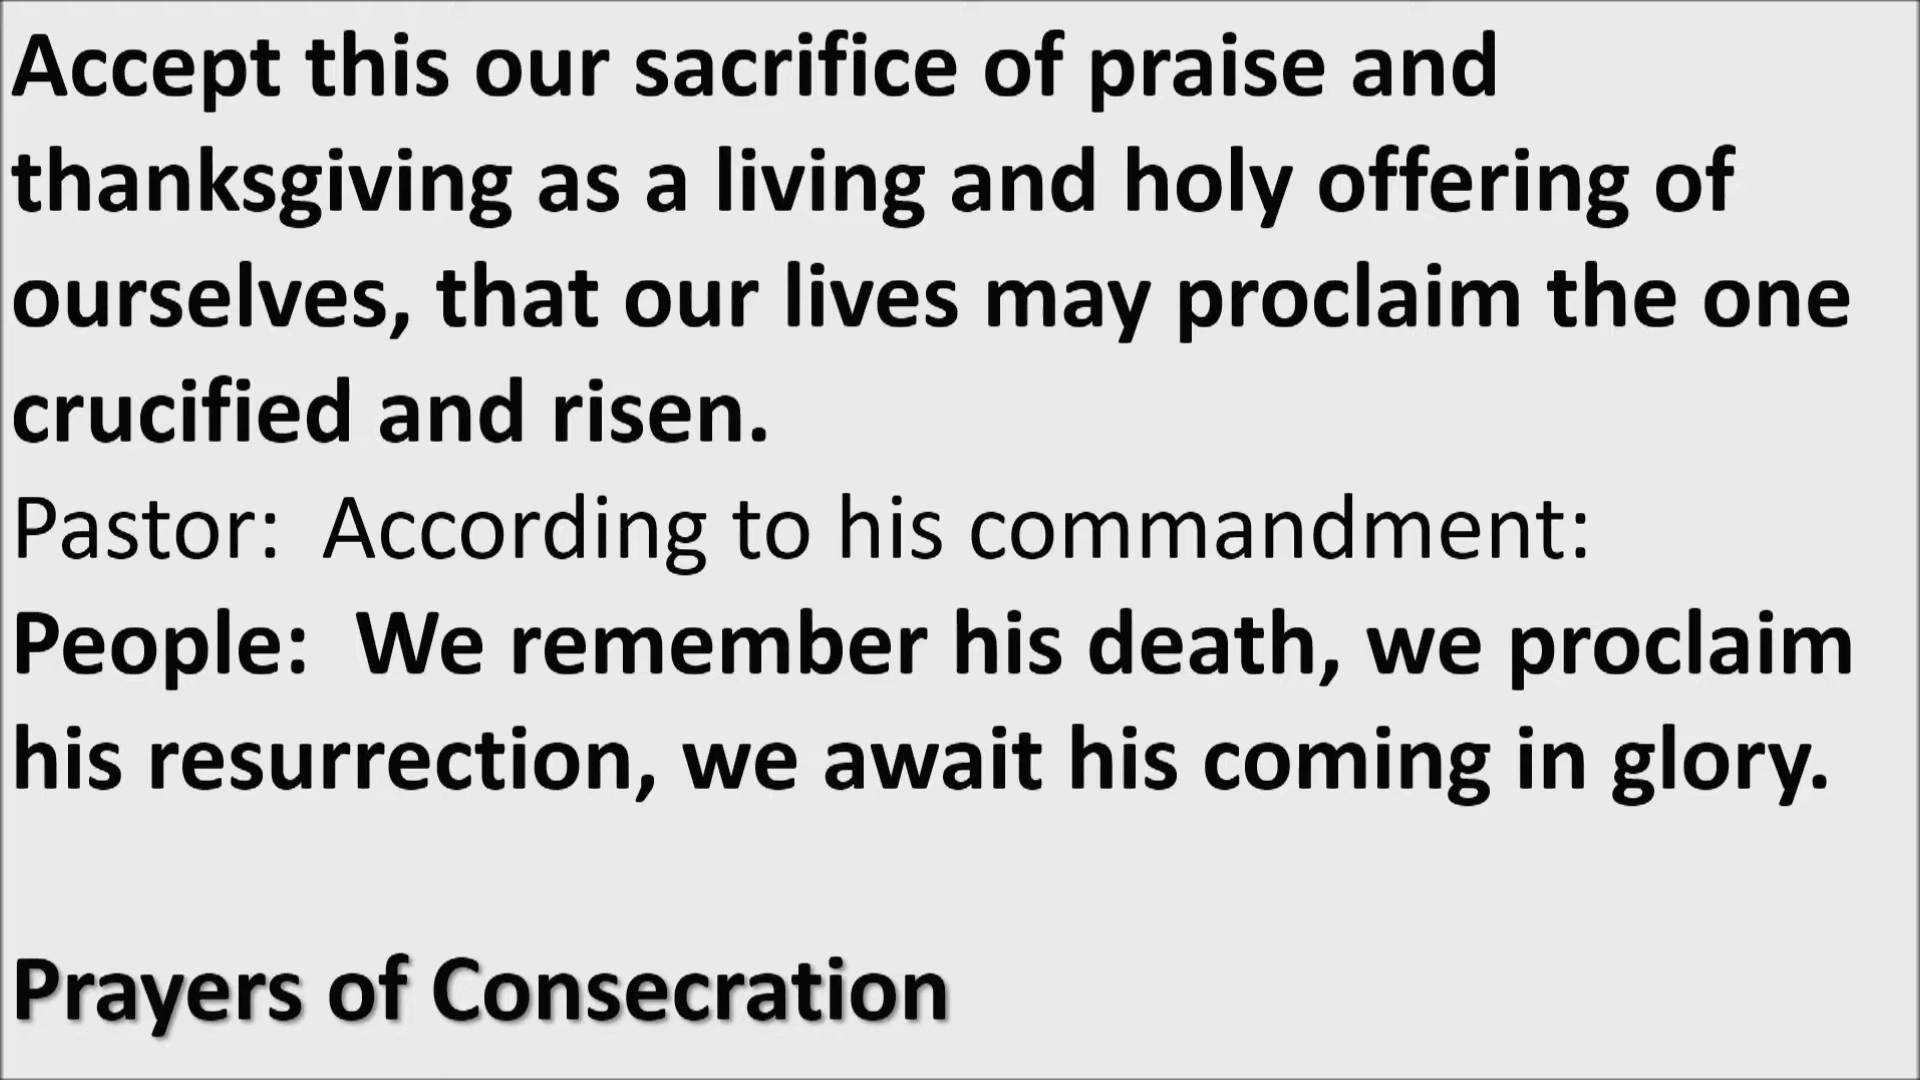 Accept this our sacrifice of praise and
thanksgiving as a living and holy offering of
ourselves, that our lives may proclaim the one
crucified and risen.
Pastor:  According to his commandment:
People:  We remember his death, we proclaim
his resurrection, we await his coming in glory.
Prayers of Consecration